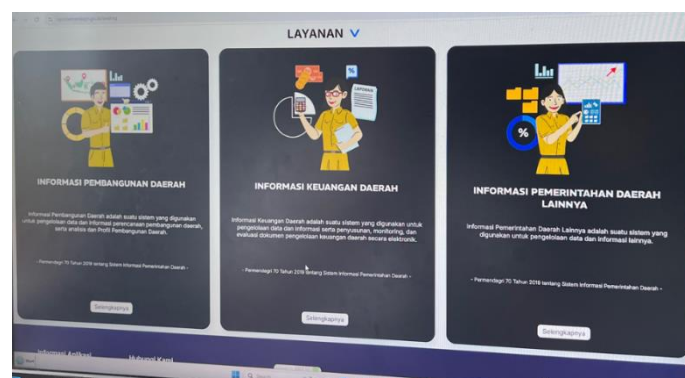 LAYANAN
LAPORAN
%
%
INFORMASI PEMBANGUNAN DAERAH
Informasi Pembangunan Daerah adalah suatu sistem yang digunakan
untuk pengelolaan data dan informasi perencanaan pembangunan daerah,
serta analisis dan Profil Pembangunan Daerah.
- Permendagri 70 Tahun 2019 tentang Sistem Informasi Pemerintahan Daerah -
Selengkapnya
INFORMASI KEUANGAN DAERAH
Informasi Keuangan Daerah adalah suatu sistem yang digunakan untuk
pengelolaan data dan informasi serta penyusunan, monitoring, dan
evaluasi dokumen pengelolaan keuangan daerah secara elektronik.
- Permendagri 70 Tahun 2019 tentang Sistem Informasi Pemerintahan Daerah -
Selengkapnya
INFORMASI PEMERINTAHAN DAERAH
LAINNYA
Informasi Pemerintahan Daerah Lainnya adalah suatu sistem yang
digunakan untuk pengelolaan data dan informasi lainnya.
- Permendagri 70 Tahun 2019 tentang Sistem Informasi Pemerintahan Daerah -
Selengkapnya
Informasi Aplikasi
Hubungi Kami